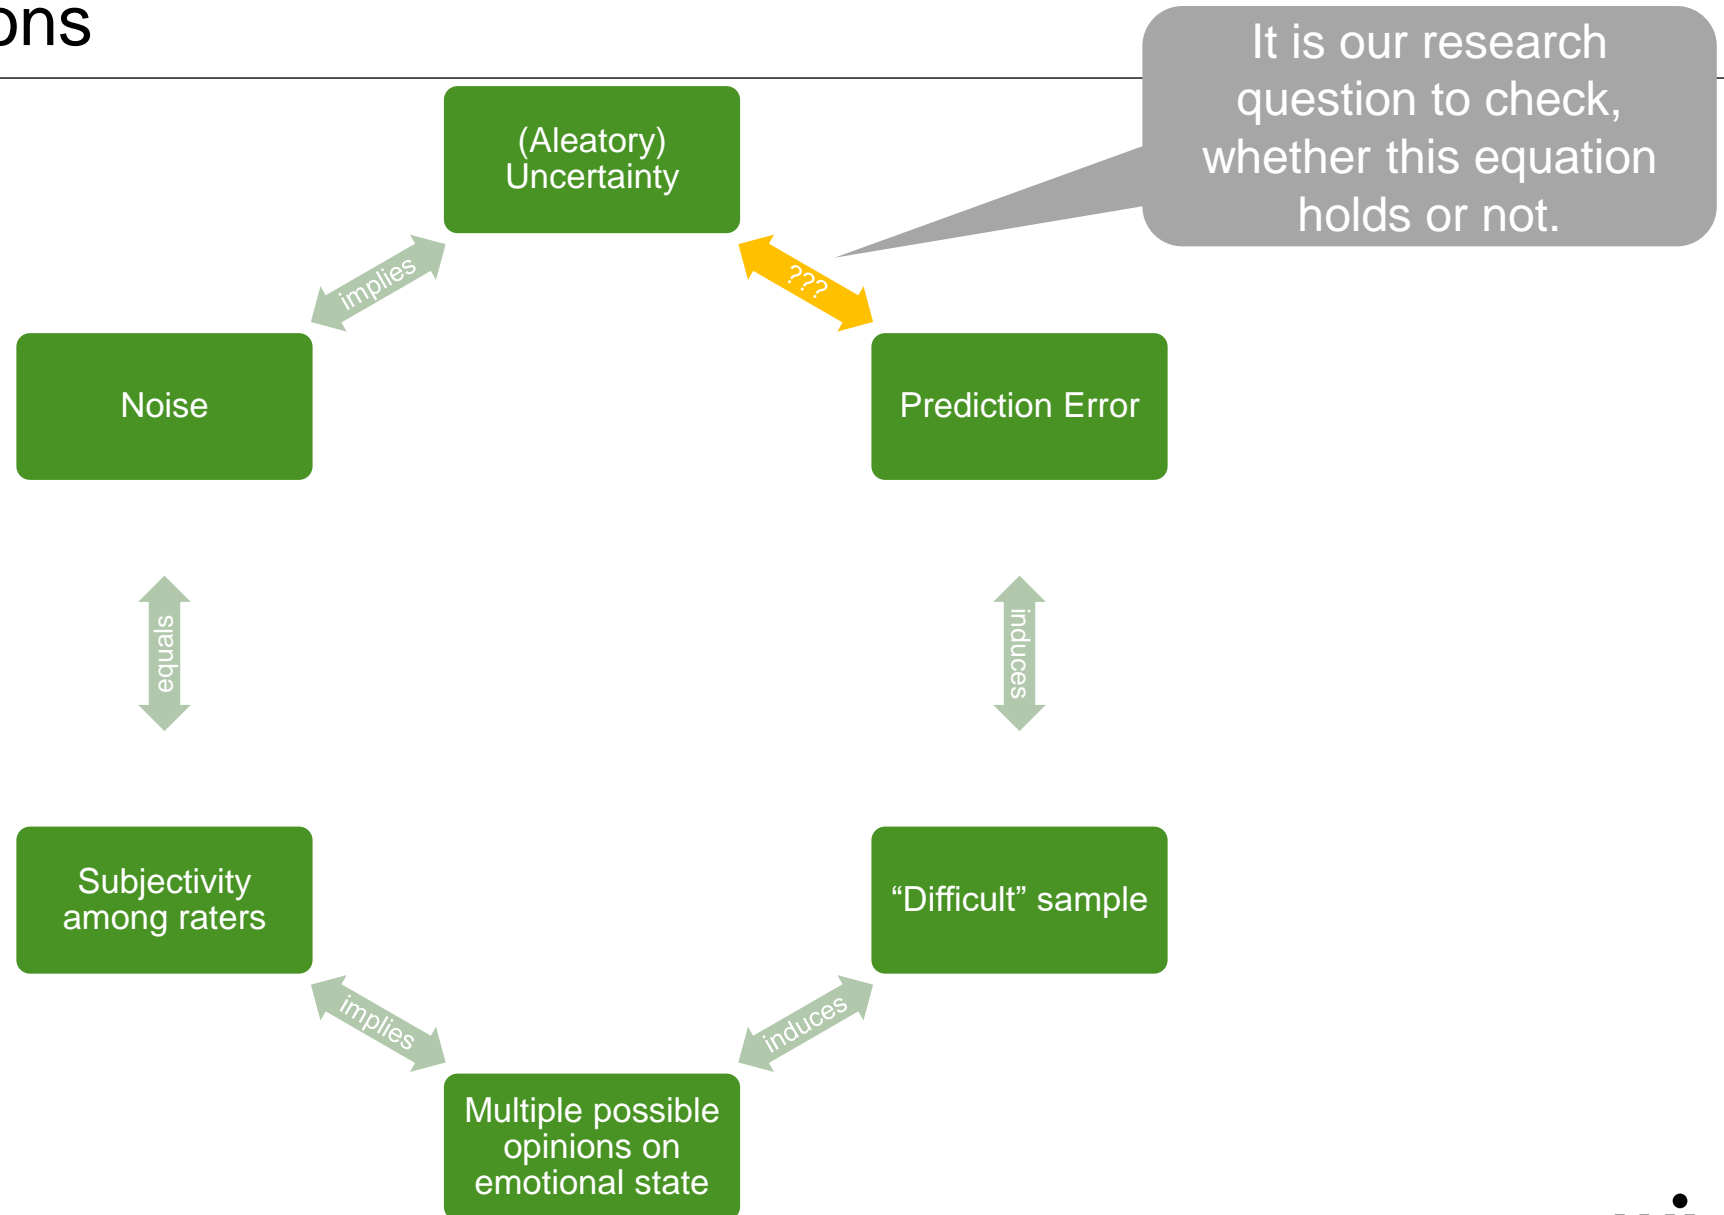 ons
It is our research
question to check,
whether this equation
holds or not.
(Aleatory)
Uncertainty
implies
???
Noise
Prediction Error
equals
induces
Subjectivity
among raters
“Difficult” sample
implies
induces
Multiple possible
opinions on
emotional state